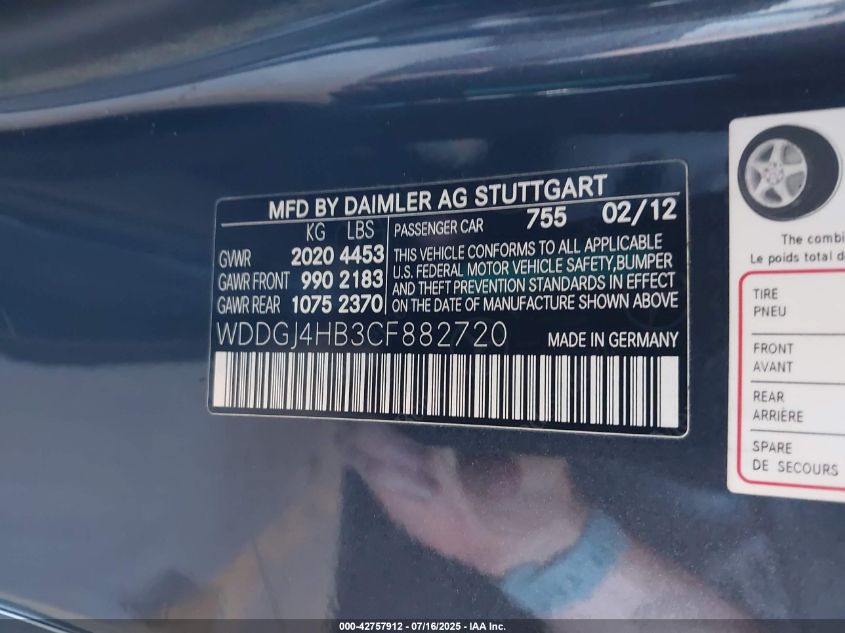 MFD BY DAIMLER AG STUTTGART
KG LBS PASSENGER CAR 755 02/12
GVWR 2020 4453
GAWR FRONT 990 2183
GAWR REAR 1075 2370
THIS VEHICLE CONFORMS TO ALL APPLICABLE
U.S. FEDERAL MOTOR VEHICLE SAFETY,BUMPER
AND THEFT PREVENTION STANDARDS IN EFFECT
ON THE DATE OF MANUFACTURE SHOWN ABOVE
WDDGJ4HB3CF882720 MADE IN GERMANY
The combi
Le poids total d
TIRE
PNEU
FRONT
AVANT
REAR
ARRIÈRE
SPARE
DE SECOURS
000-42757912 - 07/16/2025 - IAA Inc.